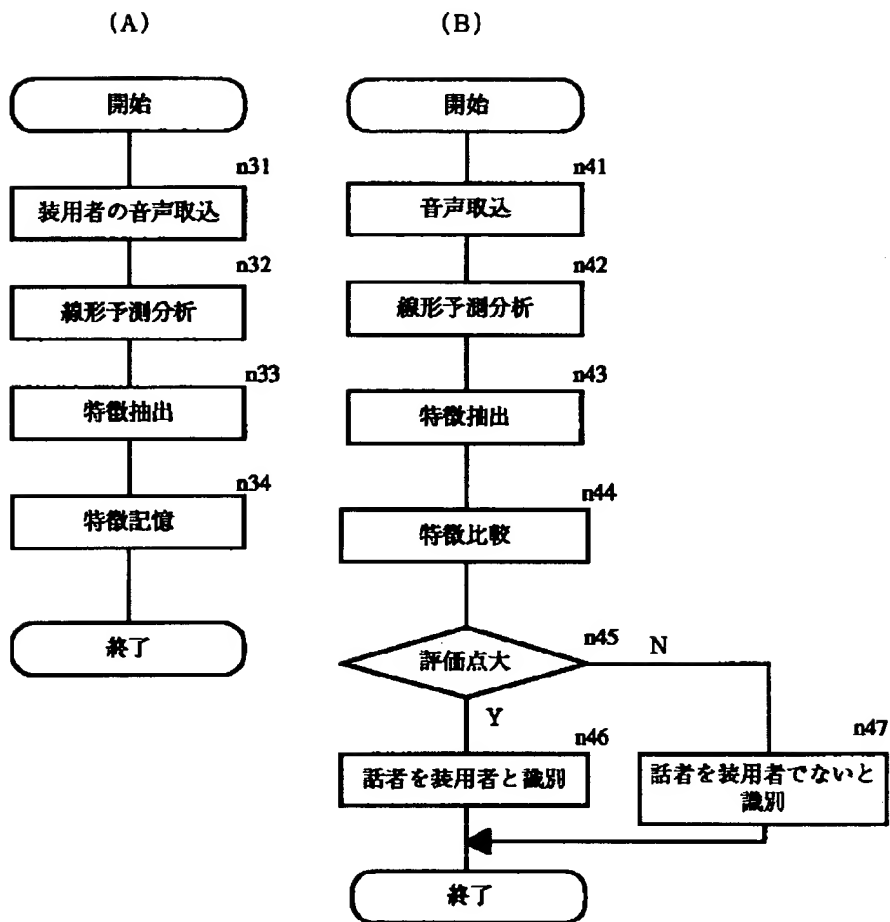 (A)
開始
n31
装用者の音声取込
n32
線形予測分析
n33
特徴抽出
n34
特徴記憶
終了
(B)
開始
n41
音声取込
n42
線形予測分析
n43
特徴抽出
n44
特徴比較
n45
評価点大
N
Y
n46
話者を装用者と識別
n47
話者を装用者でないと
識別
終了